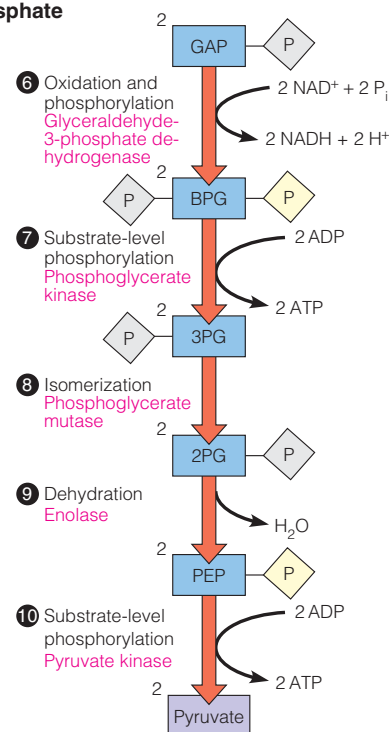 sphate
2
GAP
P
6 Oxidation and
phosphorylation
Glyceraldehyde-
3-phosphate de-
hydrogenase
2 NAD⁺ + 2 Pᵢ
2 NADH + 2 H⁺
2
P
BPG
P
7 Substrate-level
phosphorylation
Phosphoglycerate
kinase
2 ADP
2 ATP
2
P
3PG
8 Isomerization
Phosphoglycerate
mutase
2
2PG
P
9 Dehydration
Enolase
H₂O
2
PEP
P
10 Substrate-level
phosphorylation
Pyruvate kinase
2 ADP
2 ATP
2
Pyruvate